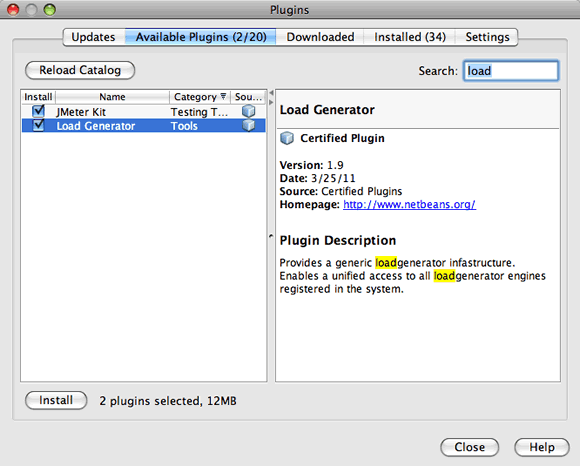 Plugins
Updates Available Plugins (2/20) Downloaded Installed (34) Settings
Reload Catalog Search: load
Install Name Category Sou...
JMeter Kit Testing T...
Load Generator Tools
Load Generator
Certified Plugin
Version: 1.9
Date: 3/25/11
Source: Certified Plugins
Homepage: http://www.netbeans.org/
Plugin Description
Provides a generic loadgenerator infastructure.
Enables a unified access to all loadgenerator engines
registered in the system.
Install 2 plugins selected, 12MB
Close Help